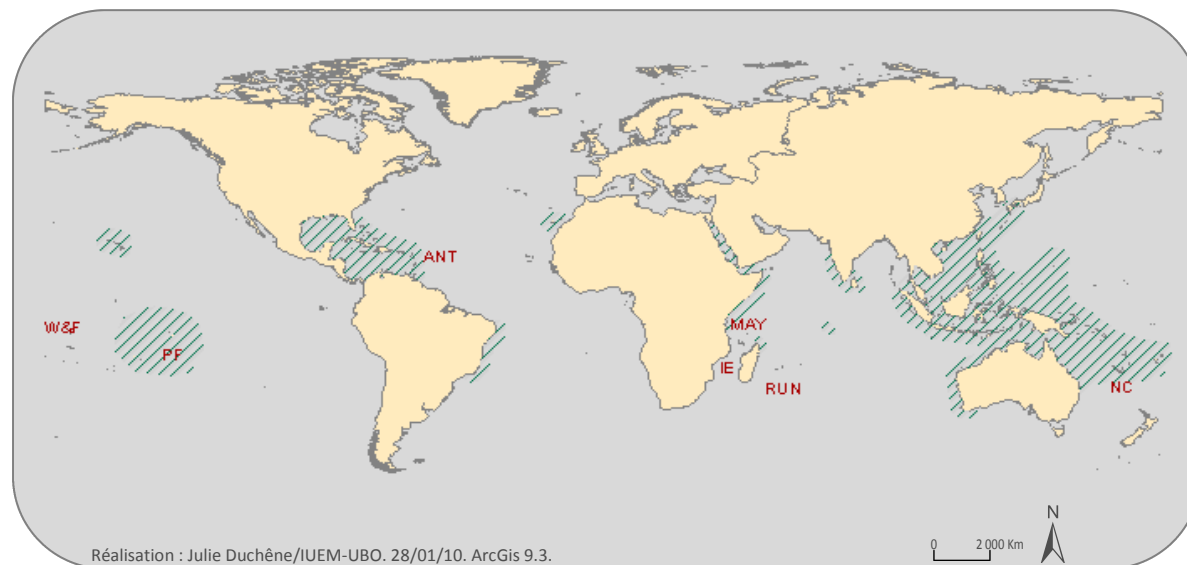 ANT
W&F
MAY
PF
IE
RUN
NC
N
0 2 000 Km
Réalisation : Julie Duchêne/IUEM-UBO. 28/01/10. ArcGis 9.3.